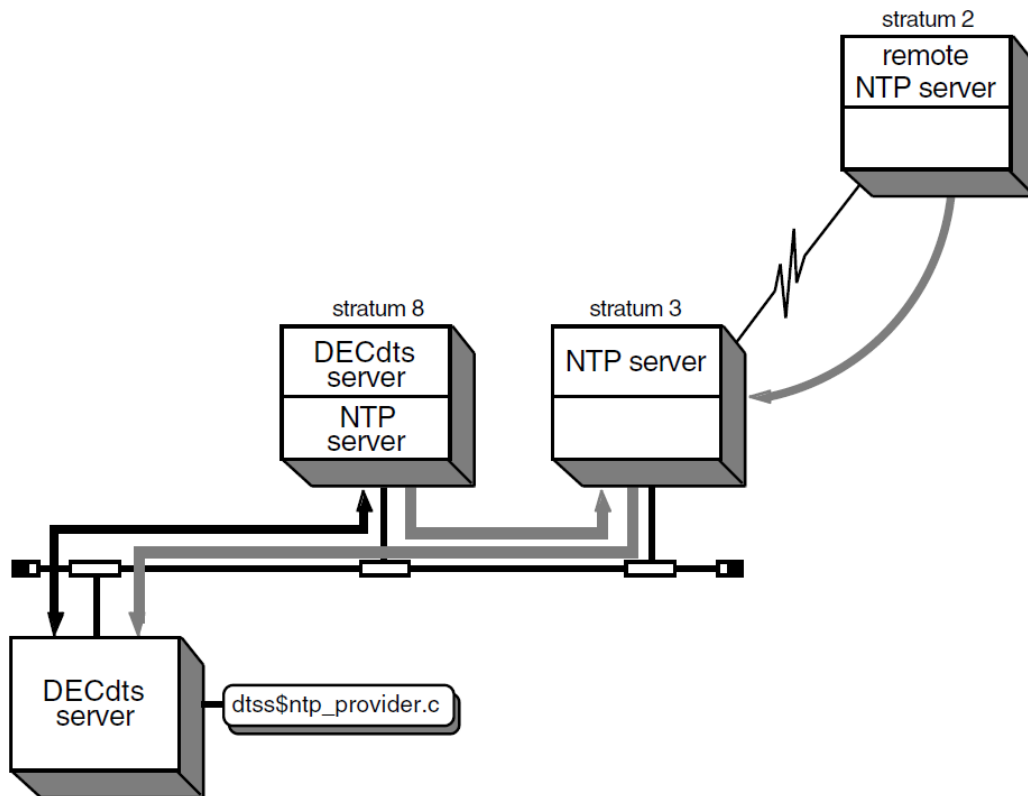 stratum 2
remote
NTP server
stratum 8
DECdts
server
NTP
server
stratum 3
NTP server
DECdts
server
dtss$ntp_provider.c